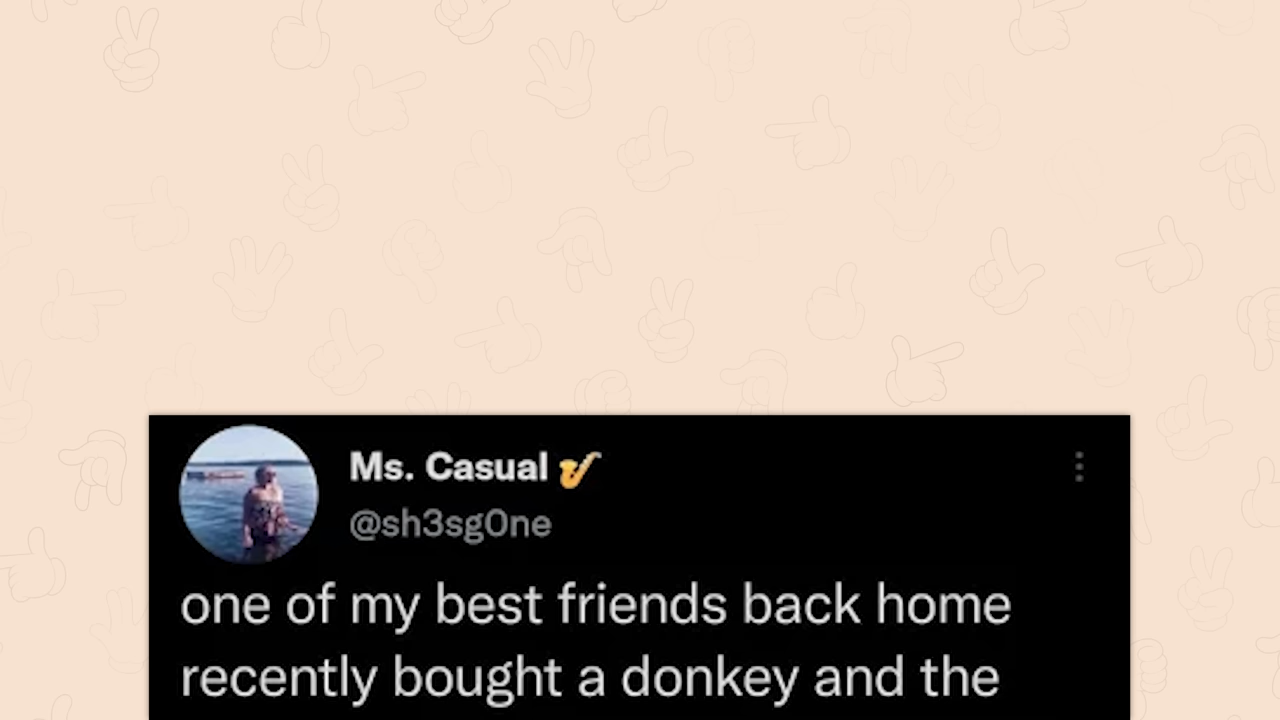 Ms. Casual 🎷
@sh3sg0ne
one of my best friends back home
recently bought a donkey and the